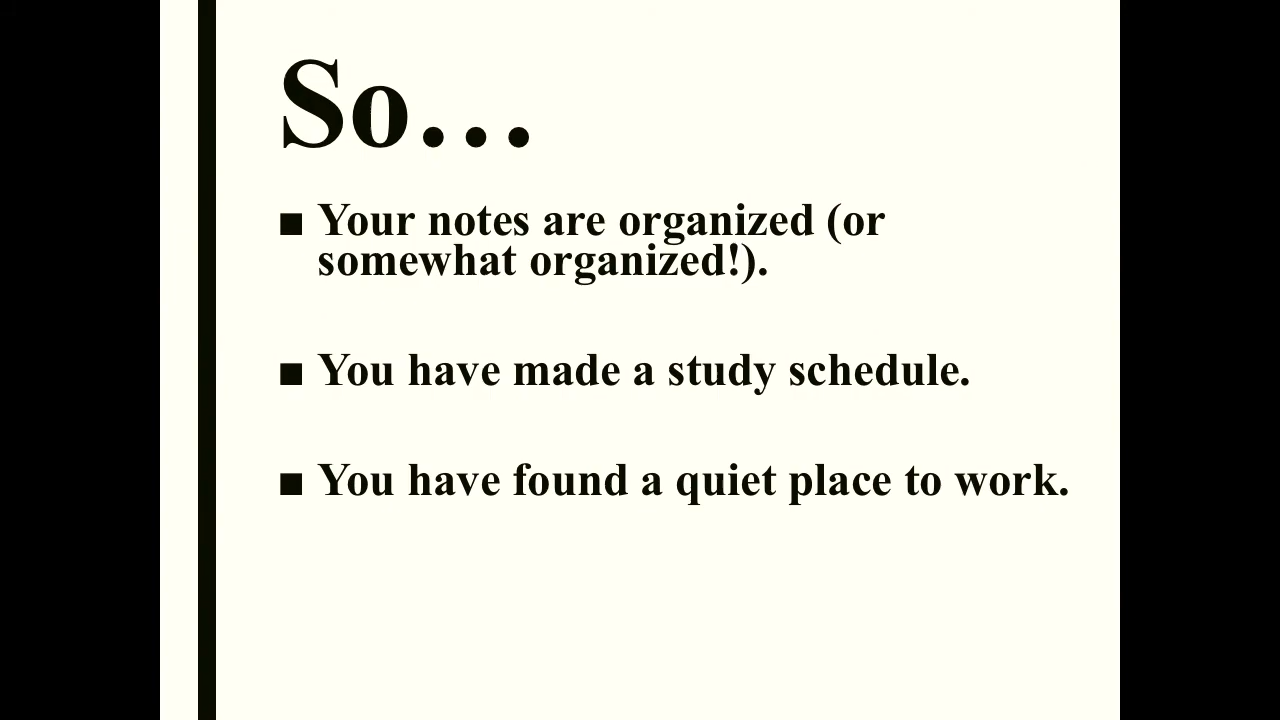 So…
■ Your notes are organized (or
somewhat organized!).
■ You have made a study schedule.
■ You have found a quiet place to work.